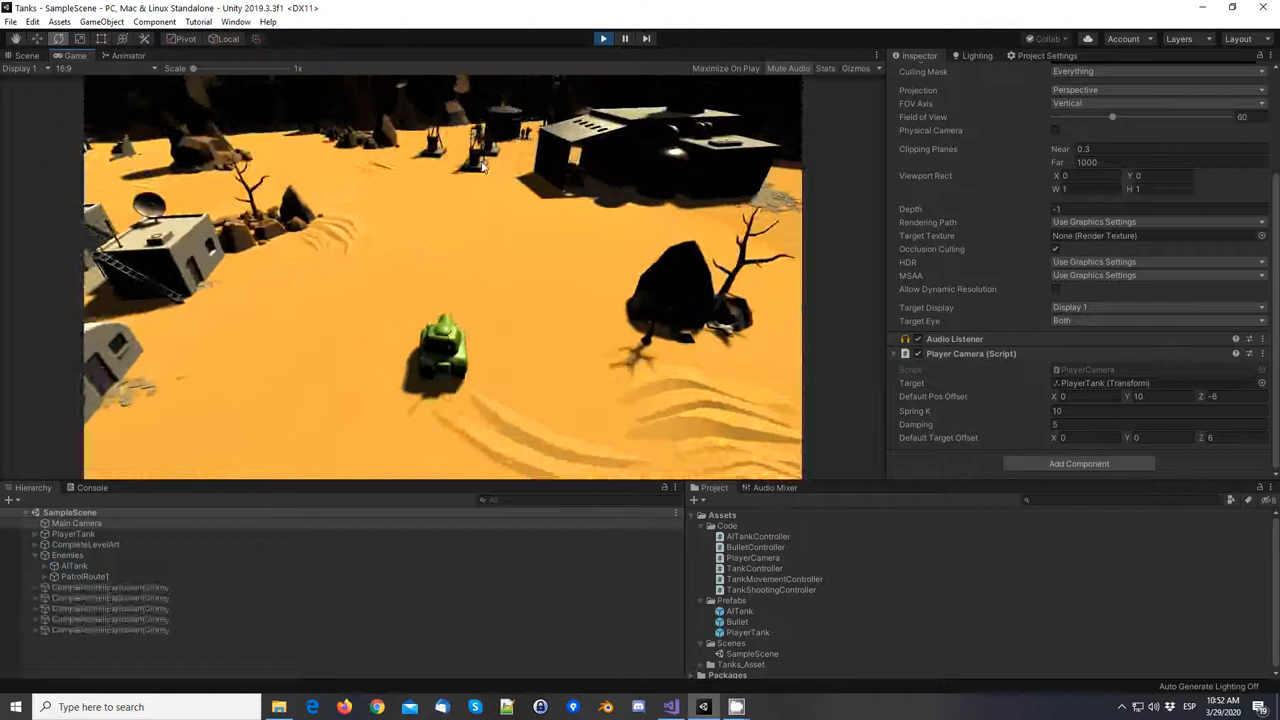 Tanks - SampleScene - PC, Mac & Linux Standalone - Unity 2019.3.3f1 <DX11>
File Edit Assets GameObject Component Tutorial Window Help
Pivot Local Collab Account Layers Layout
Scene Game Animator Inspector Lighting Project Settings
Display 1 16:9 Scale 1x Maximize On Play Mute Audio Stats Gizmos
Culling Mask Everything
Projection Perspective
FOV Axis Vertical
Field of View 60
Physical Camera
Clipping Planes Near 0.3
Far 1000
Viewport Rect X 0 Y 0
W 1 H 1
Depth -1
Rendering Path Use Graphics Settings
Target Texture None (Render Texture)
Occlusion Culling
HDR Use Graphics Settings
MSAA Use Graphics Settings
Allow Dynamic Resolution
Target Display Display 1
Target Eye Both
Audio Listener
Player Camera (Script)
Script PlayerCamera
Target PlayerTank (Transform)
Default Pos Offset X 0 Y 10 Z -6
Spring K 10
Damping 5
Default Target Offset X 0 Y 0 Z 6
Add Component
Hierarchy Console
All
SampleScene
Main Camera
PlayerTank
CompleteLevelArt
Enemies
AITank
PatrolRoute1
Project Audio Mixer
8
Assets
Code
AITankController
BulletController
PlayerCamera
TankController
TankMovementController
TankShootingController
Prefabs
AITank
Bullet
PlayerTank
Scenes
SampleScene
Tanks_Asset
Packages
Auto Generate Lighting Off
Type here to search
ESP
10:52 AM
3/29/2020